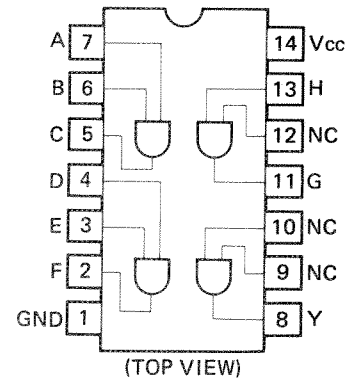 A 7 14 Vcc
B 6 13 H
C 5 12 NC
D 4 11 G
E 3 10 NC
F 2 9 NC
GND 1 8 Y
(TOP VIEW)